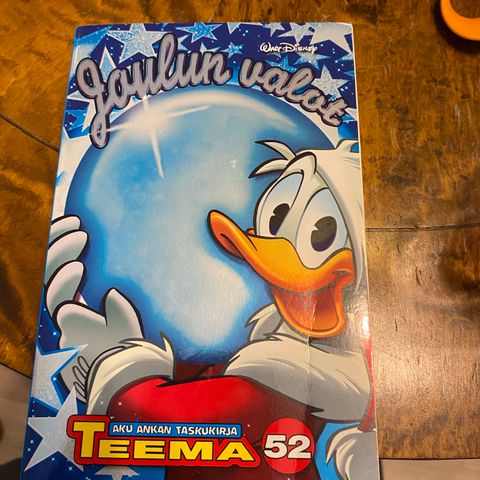 Walt Disney
Joulun valot
AKU ANKAN TASKUKIRJA
TEEMA 52